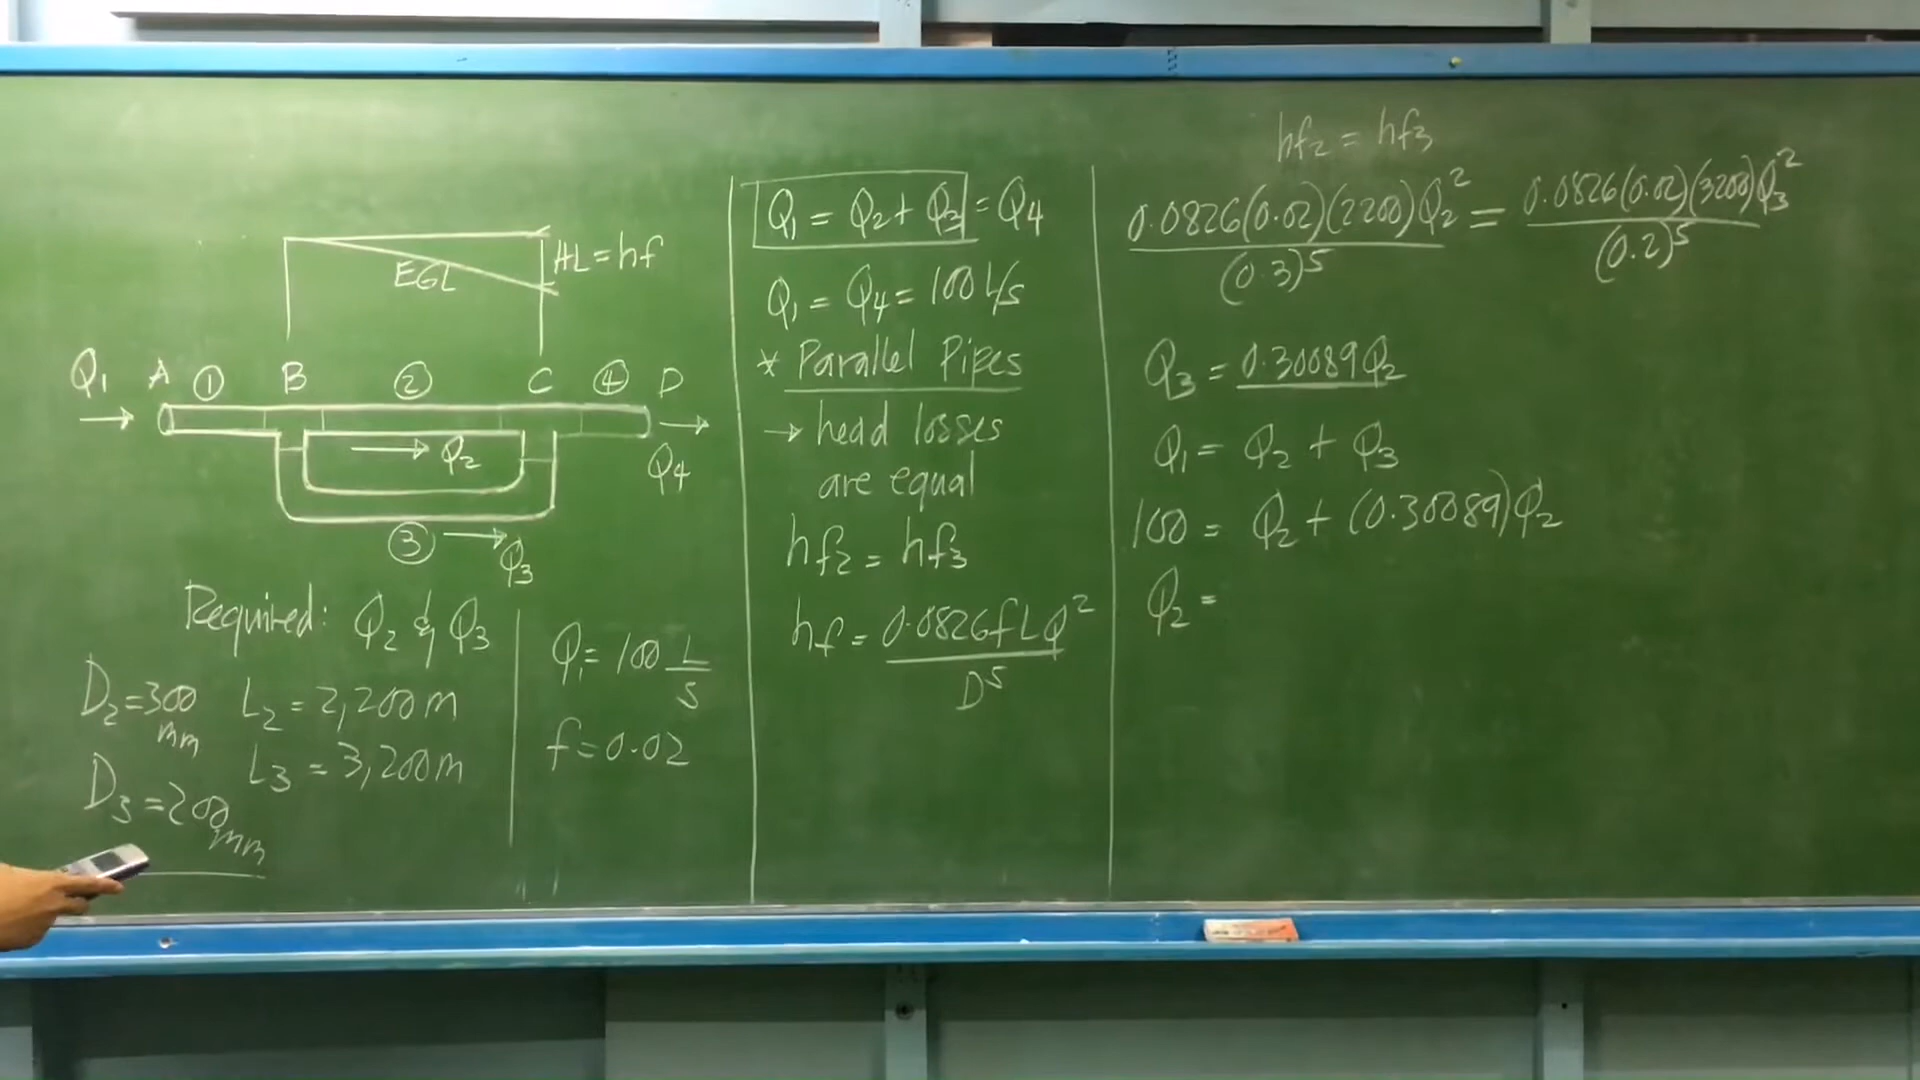 HL = hf
EGL
Q₁ A ① B ② C ④ D
Q₂
Q₄
③
Q₃
Required: Q₂ & Q₃
D₂ = 300 mm
L₂ = 2,200 m
D₃ = 200 mm
L₃ = 3,200 m
Q₁ = 100 L/s
f = 0.02
Q₁ = Q₂ + Q₃ = Q₄
Q₁ = Q₄ = 100 L/s
* Parallel Pipes
→ head losses
are equal
hf₂ = hf₃
hf = 0.0826fLQ² / D⁵
hf₂ = hf₃
0.0826(0.02)(2200)Q₂² / (0.3)⁵ = 0.0826(0.02)(3200)Q₃² / (0.2)⁵
Q₃ = 0.30089Q₂
Q₁ = Q₂ + Q₃
100 = Q₂ + (0.30089)Q₂
Q₂ =